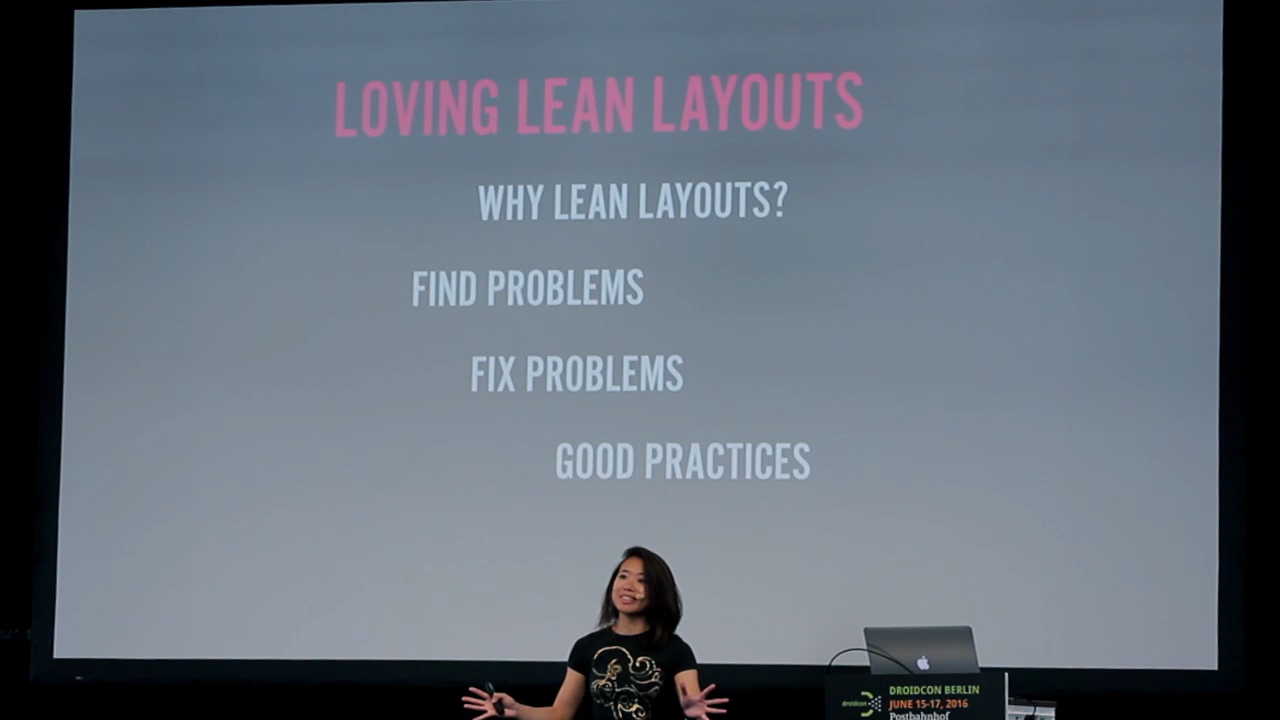 LOVING LEAN LAYOUTS
WHY LEAN LAYOUTS?
FIND PROBLEMS
FIX PROBLEMS
GOOD PRACTICES
droidcon
DROIDCON BERLIN
JUNE 15-17, 2016
Postbahnhof